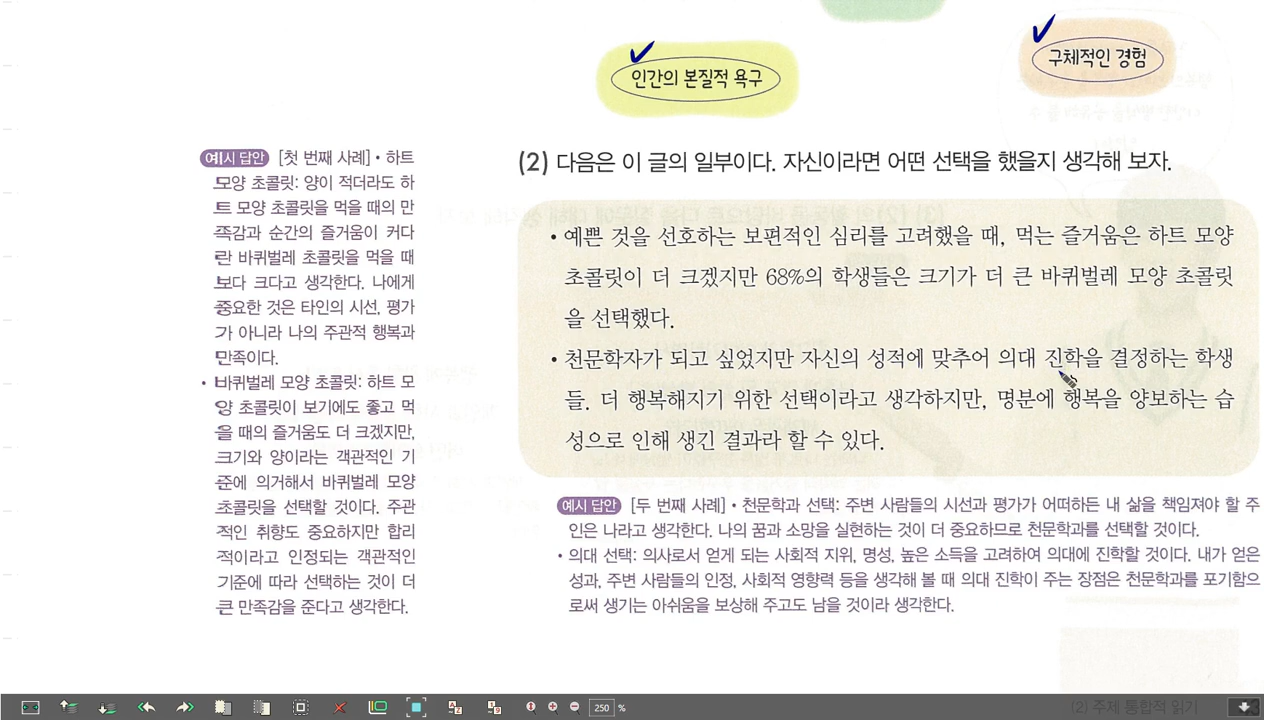 인간의 본질적 욕구
구체적인 경험
(2) 다음은 이 글의 일부이다. 자신이라면 어떤 선택을 했을지 생각해 보자.
• 예쁜 것을 선호하는 보편적인 심리를 고려했을 때, 먹는 즐거움은 하트 모양
초콜릿이 더 크겠지만 68%의 학생들은 크기가 더 큰 바퀴벌레 모양 초콜릿
을 선택했다.
• 천문학자가 되고 싶었지만 자신의 성적에 맞추어 의대 진학을 결정하는 학생
들. 더 행복해지기 위한 선택이라고 생각하지만, 명분에 행복을 양보하는 습
성으로 인해 생긴 결과라 할 수 있다.
예시 답안 [첫 번째 사례] • 하트
모양 초콜릿: 양이 적더라도 하
트 모양 초콜릿을 먹을 때의 만
족감과 순간의 즐거움이 커다
란 바퀴벌레 초콜릿을 먹을 때
보다 크다고 생각한다. 나에게
중요한 것은 타인의 시선, 평가
가 아니라 나의 주관적 행복과
만족이다.
• 바퀴벌레 모양 초콜릿: 하트 모
양 초콜릿이 보기에도 좋고 먹
을 때의 즐거움도 더 크겠지만,
크기와 양이라는 객관적인 기
준에 의거해서 바퀴벌레 모양
초콜릿을 선택할 것이다. 주관
적인 취향도 중요하지만 합리
적이라고 인정되는 객관적인
기준에 따라 선택하는 것이 더
큰 만족감을 준다고 생각한다.
예시 답안 [두 번째 사례] • 천문학과 선택: 주변 사람들의 시선과 평가가 어떠하든 내 삶을 책임져야 할 주
인은 나라고 생각한다. 나의 꿈과 소망을 실현하는 것이 더 중요하므로 천문학과를 선택할 것이다.
• 의대 선택: 의사로서 얻게 되는 사회적 지위, 명성, 높은 소득을 고려하여 의대에 진학할 것이다. 내가 얻은
성과, 주변 사람들의 인정, 사회적 영향력 등을 생각해 볼 때 의대 진학이 주는 장점은 천문학과를 포기함으
로써 생기는 아쉬움을 보상해 주고도 남을 것이라 생각한다.
250 %
(2) 주제 통합적 읽기